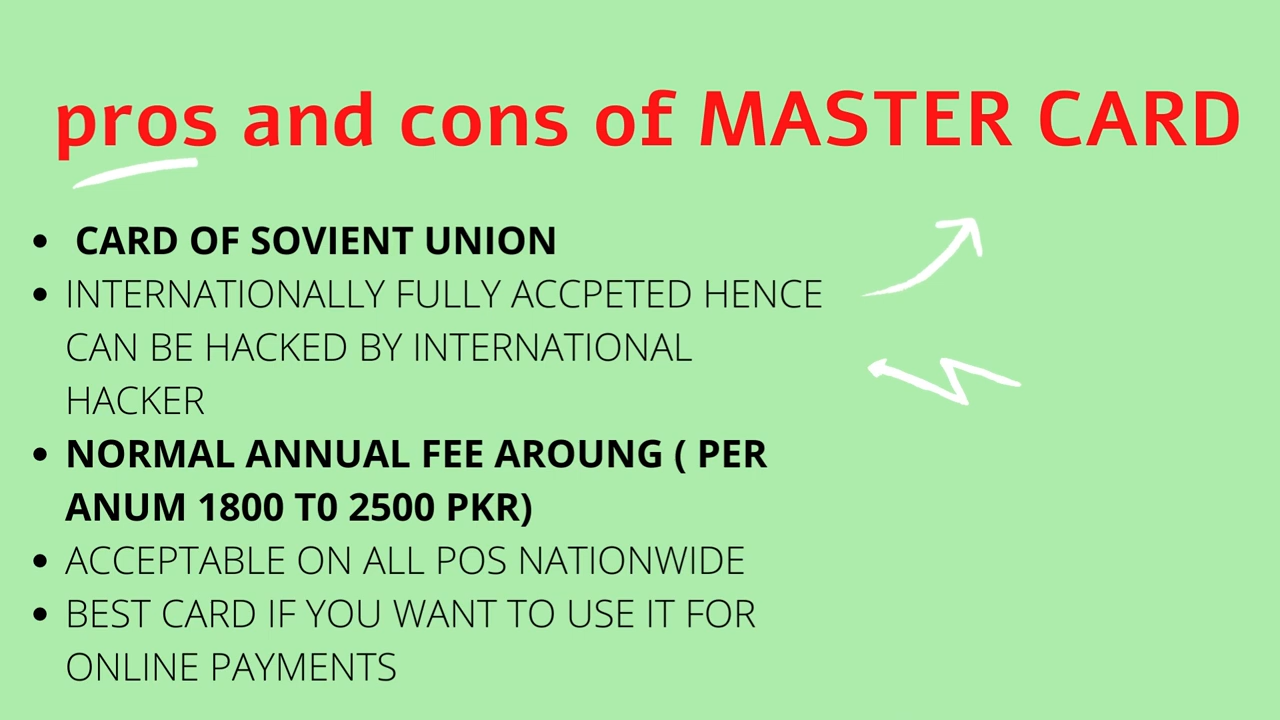 pros and cons of MASTER CARD
• CARD OF SOVIENT UNION
• INTERNATIONALLY FULLY ACCPETED HENCE
CAN BE HACKED BY INTERNATIONAL
HACKER
• NORMAL ANNUAL FEE AROUNG ( PER
ANUM 1800 T0 2500 PKR)
• ACCEPTABLE ON ALL POS NATIONWIDE
• BEST CARD IF YOU WANT TO USE IT FOR
ONLINE PAYMENTS